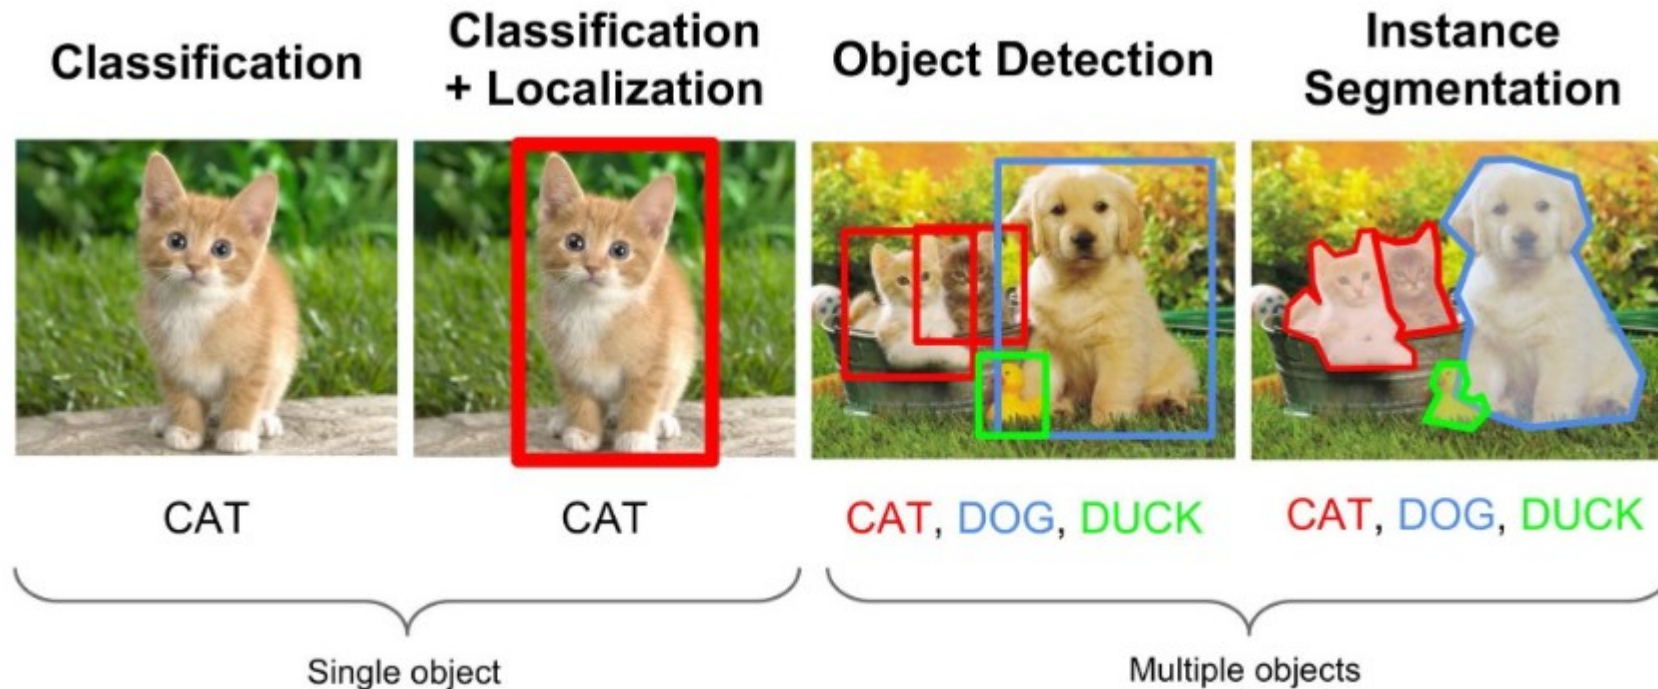 Classification
Classification
+ Localization
Object Detection
Instance
Segmentation
CAT
CAT
CAT, DOG, DUCK
CAT, DOG, DUCK
Single object
Multiple objects